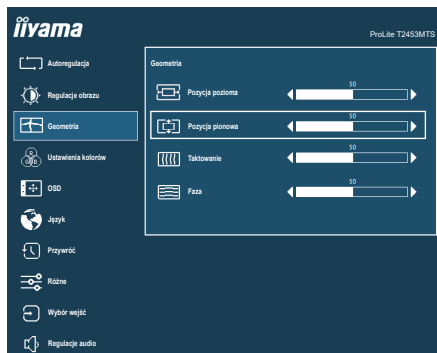 iiyama
ProLite T2453MTS
Autoregulacja
Regulacje obrazu
Geometria
Ustawienia kolorów
OSD
Język
Przywróć
Różne
Wybór wejść
Regulacje audio
Geometria
Pozycja pozioma
50
Pozycja pionowa
50
Taktowanie
50
Faza
50